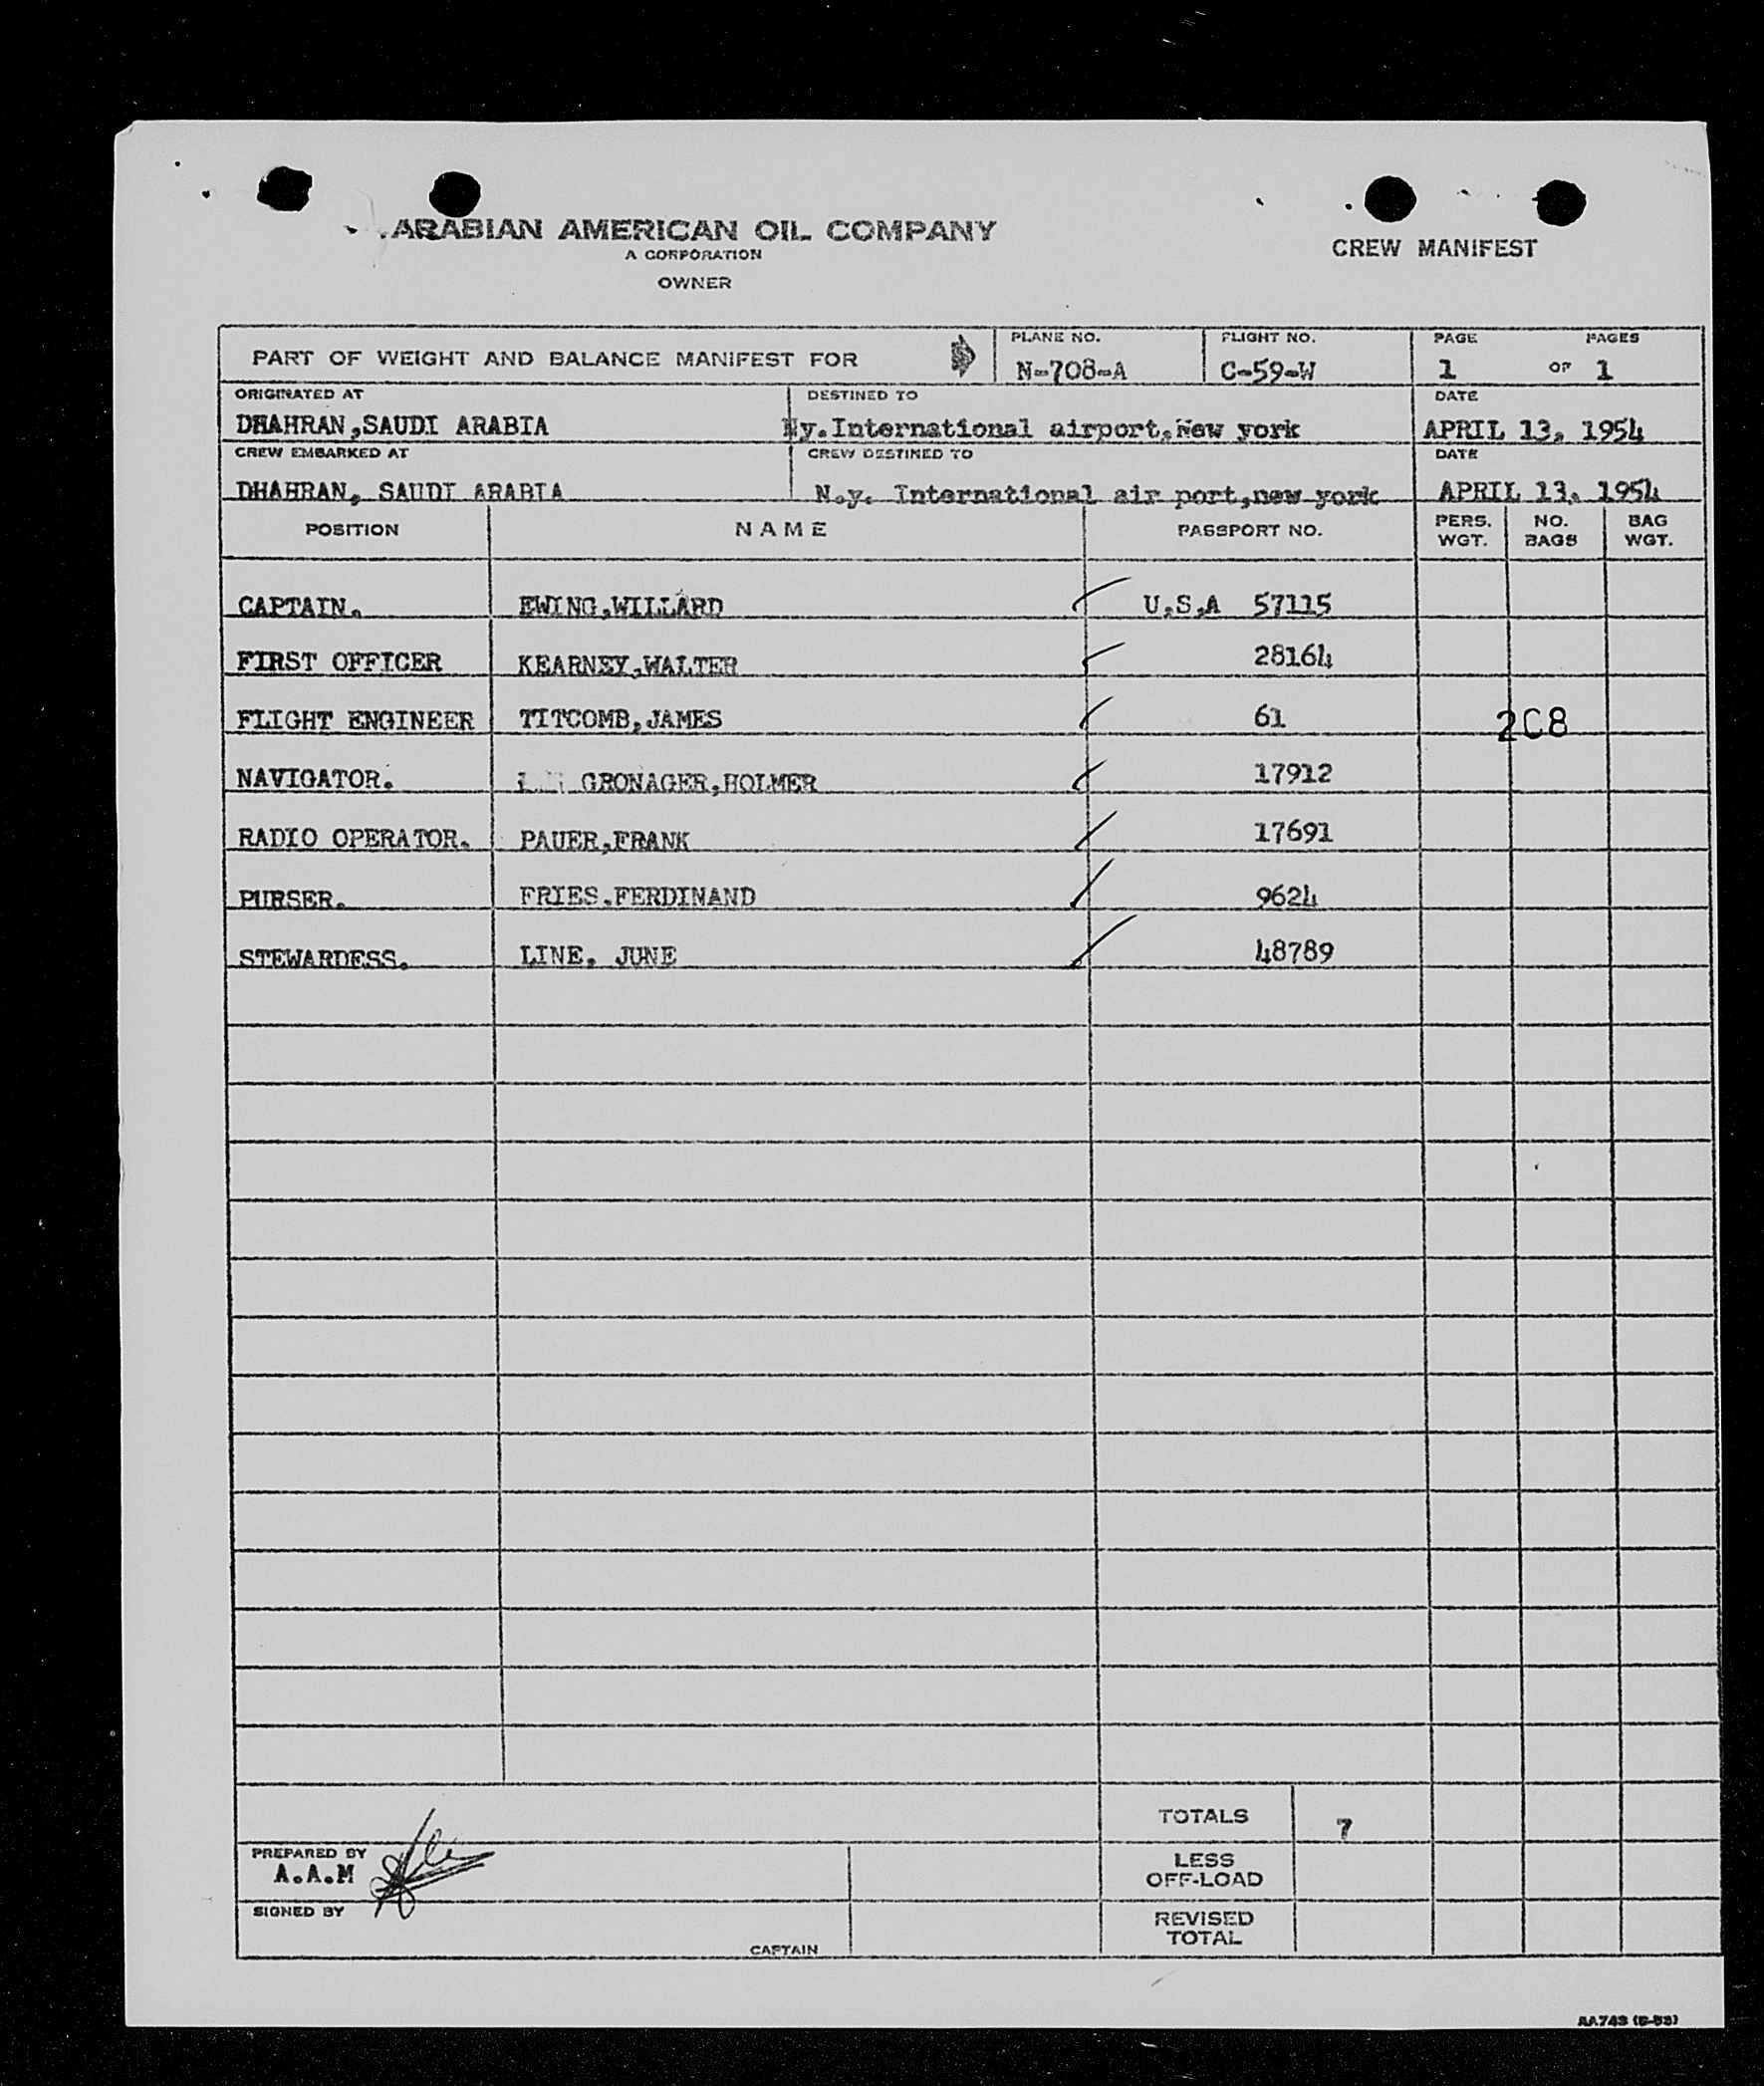 ARABIAN AMERICAN OIL COMPANY
A CORPORATION
OWNER
CREW MANIFEST
PART OF WEIGHT AND BALANCE MANIFEST FOR
PLANE NO.
N-708-A
FLIGHT NO.
C-59-W
PAGE PAGES
1 OF 1
ORIGINATED AT
DHAHRAN,SAUDI ARABIA
DESTINED TO
Ny.International airport,New york
DATE
APRIL 13, 1954
CREW EMBARKED AT
DHAHRAN, SAUDI ARABIA
CREW DESTINED TO
N.y. International air port,new york
DATE
APRIL 13, 1954
POSITION NAME PASSPORT NO. PERS. WGT. NO. BAGS BAG WGT.
CAPTAIN. EWING,WILLARD U.S.A 57115
FIRST OFFICER KEARNEY,WALTER 28164
FLIGHT ENGINEER TITCOMB,JAMES 61 2C8
NAVIGATOR. GRONAGER,HOLMER 17912
RADIO OPERATOR. PAUER,FRANK 17691
PURSER. FRIES.FERDINAND 9624
STEWARDESS. LINE, JUNE 48789
TOTALS 7
PREPARED BY
A.A.M
LESS
OFF-LOAD
SIGNED BY
CAPTAIN
REVISED
TOTAL
AA743 (5-53)